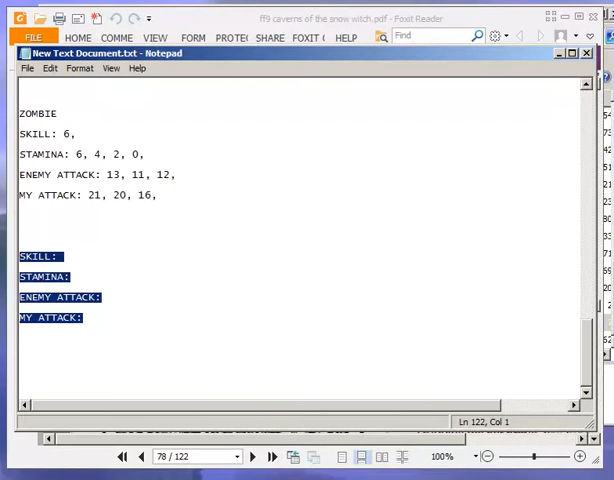 ff9 caverns of the snow witch.pdf - Foxit Reader
FILE HOME COMME VIEW FORM PROTEC SHARE FOXIT C HELP Find
New Text Document.txt - Notepad
File Edit Format View Help
ZOMBIE
SKILL: 6,
STAMINA: 6, 4, 2, 0,
ENEMY ATTACK: 13, 11, 12,
MY ATTACK: 21, 20, 16,
SKILL:
STAMINA:
ENEMY ATTACK:
MY ATTACK:
Ln 122, Col 1
78 / 122 100%